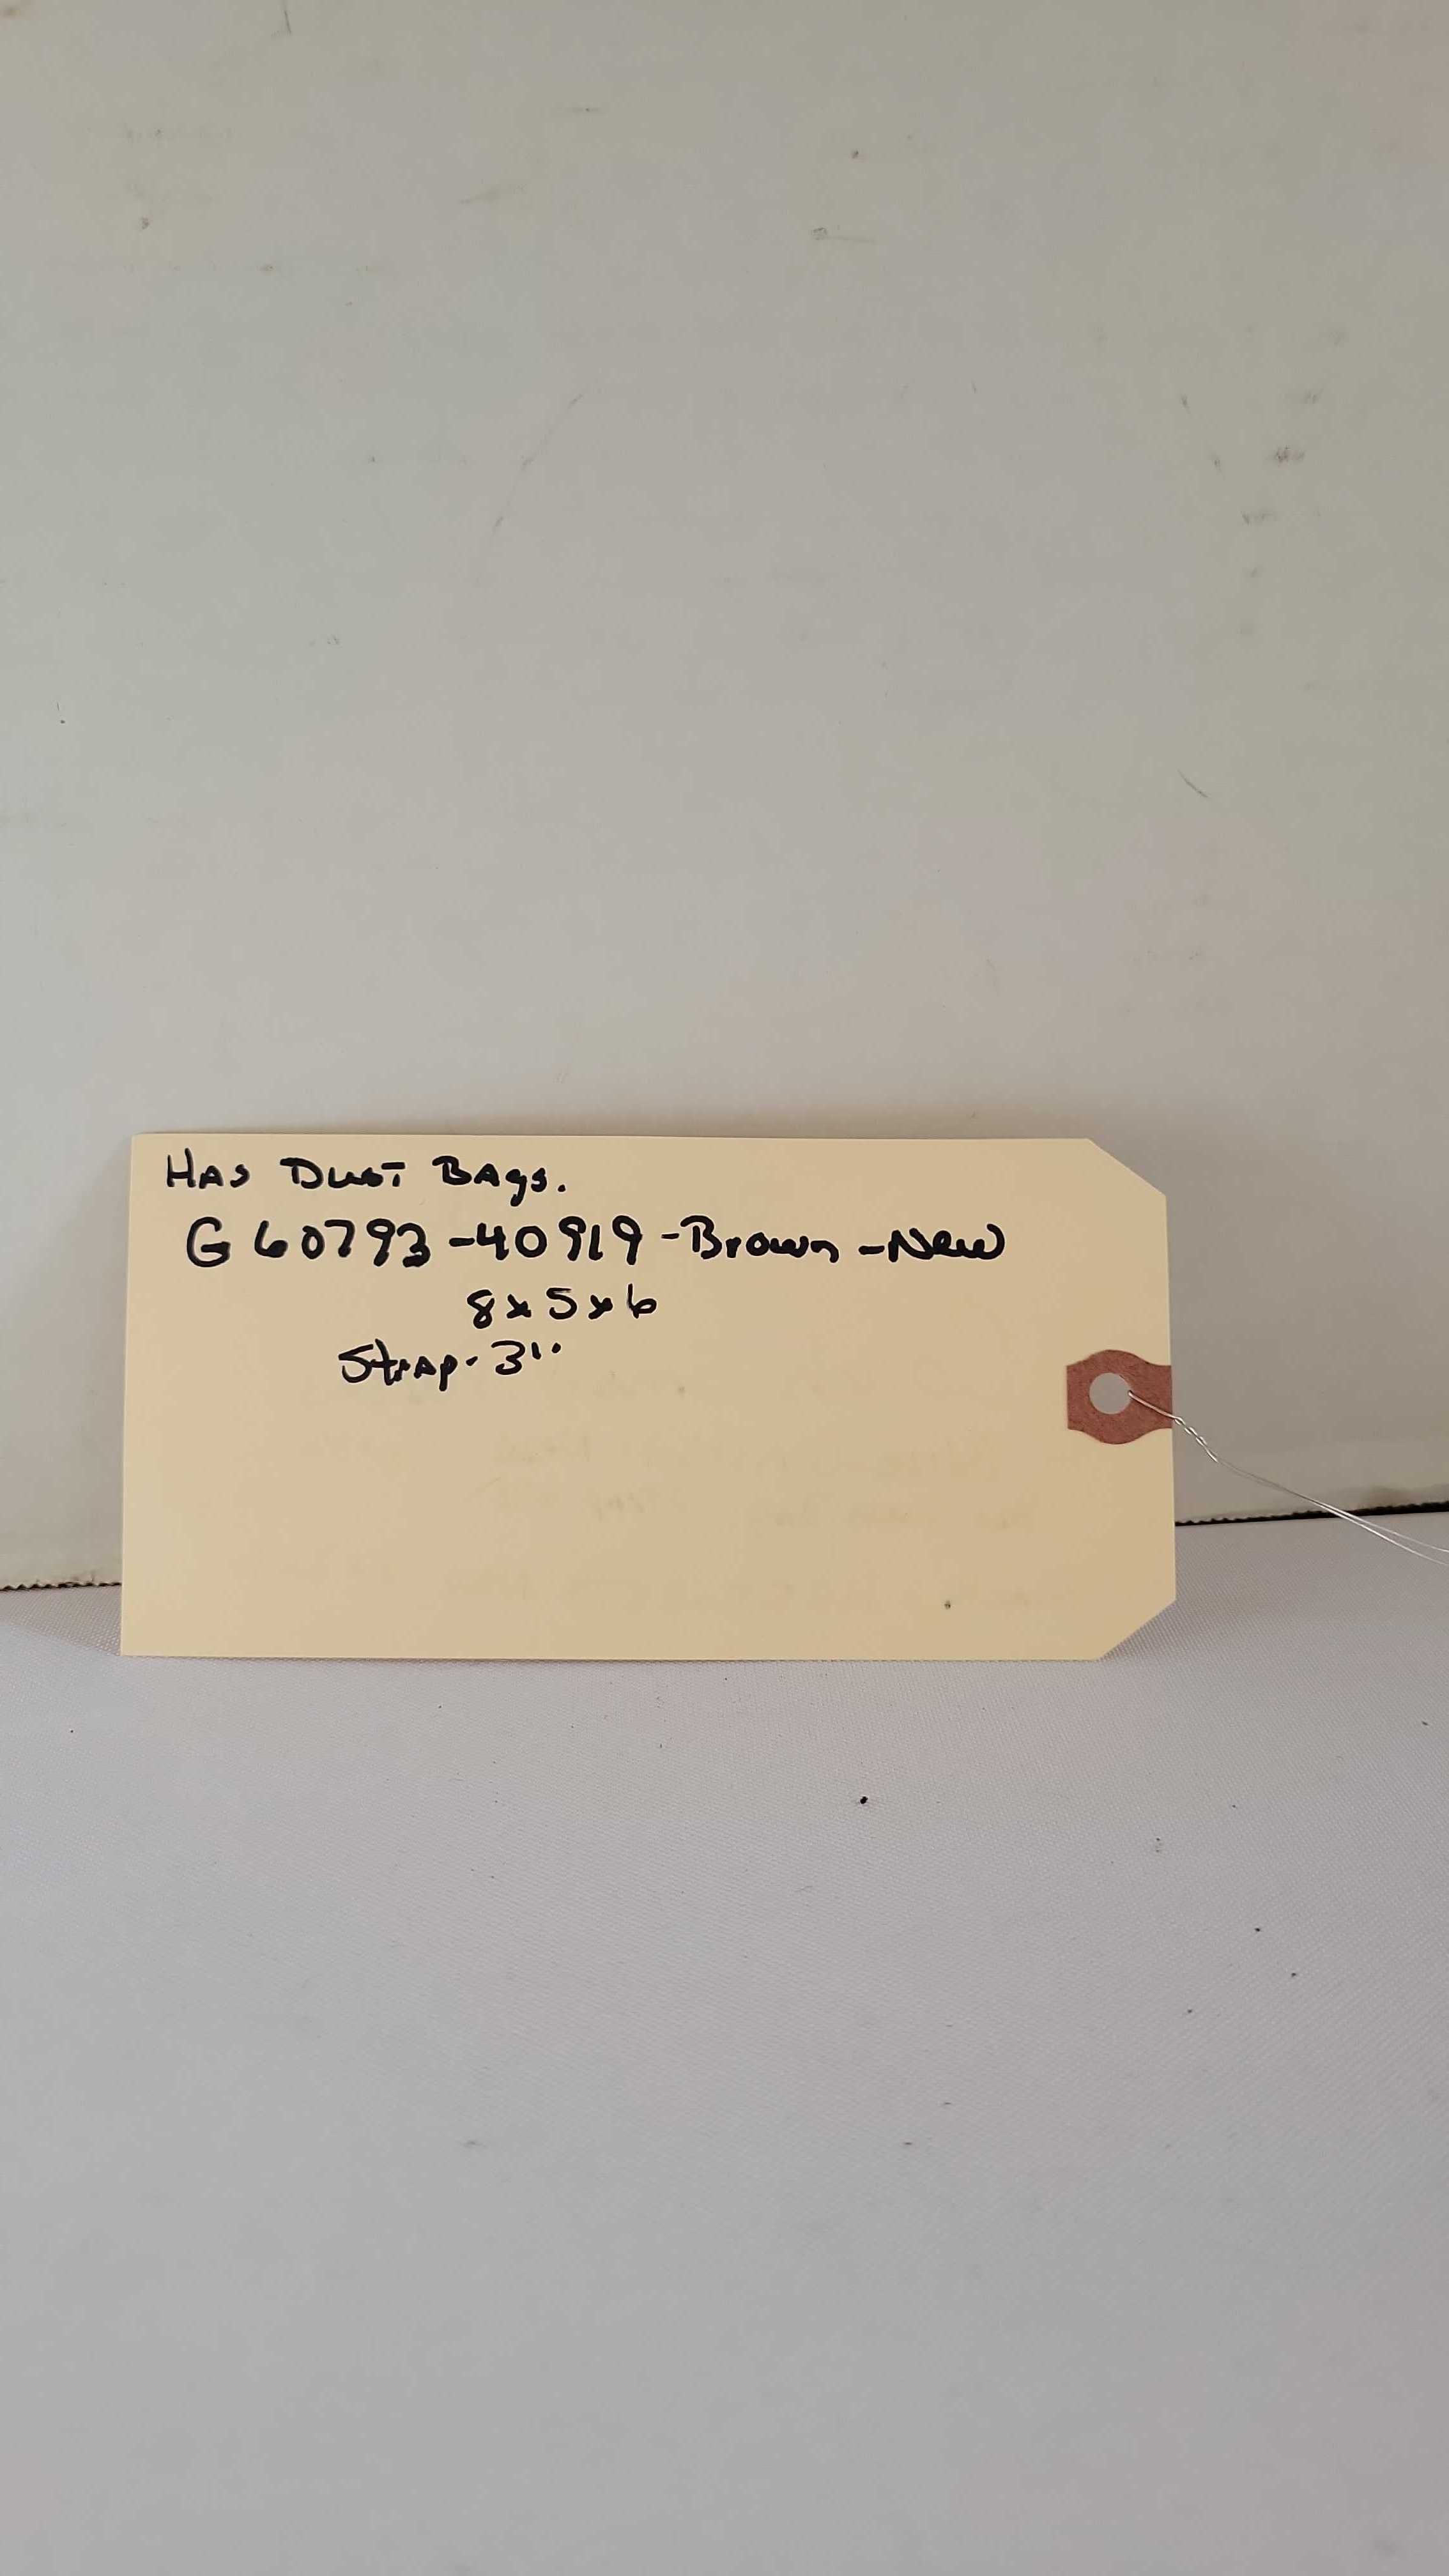 Has Dust Bags.
G60793-40919-Brown-New
8x5x6
Strap-3"